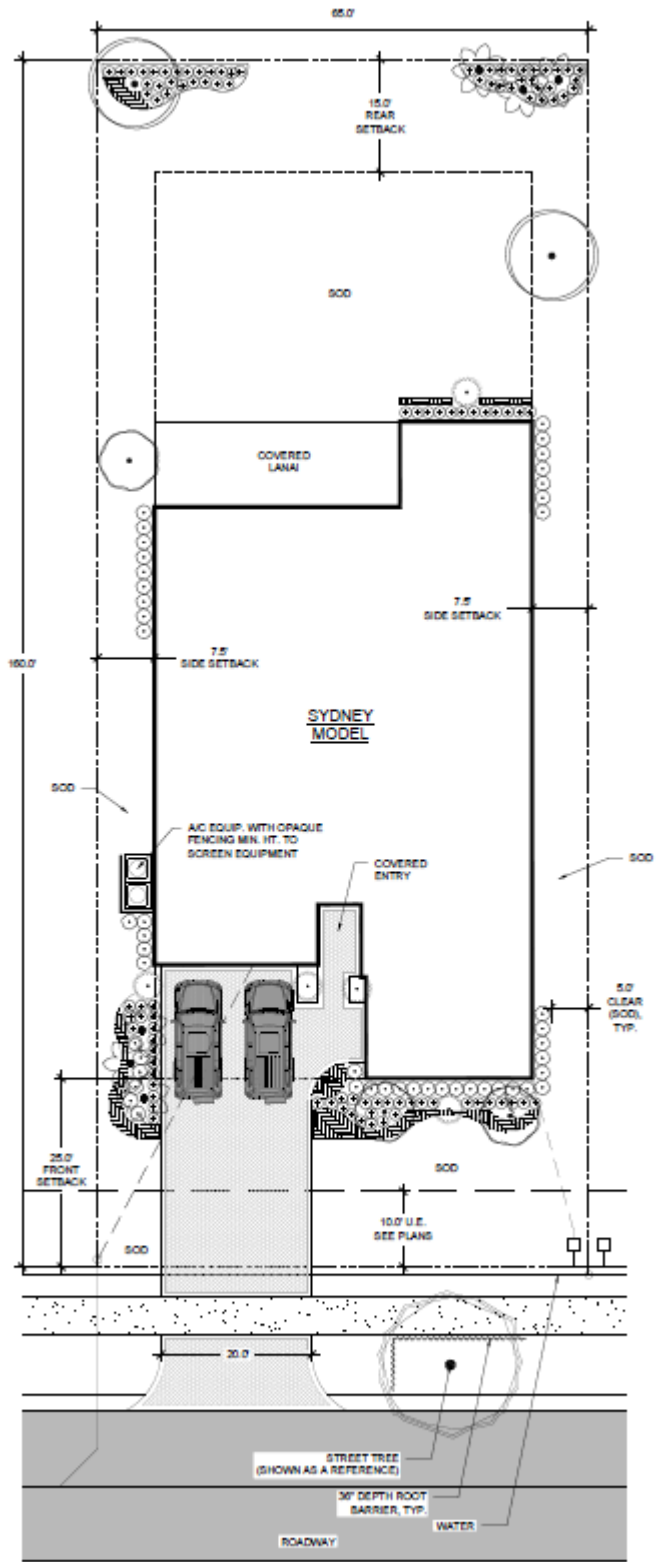 65.0'
15.0'
REAR
SETBACK
SOD
COVERED
LANAI
7.5'
SIDE SETBACK
7.5'
SIDE SETBACK
160.0'
SYDNEY
MODEL
SOD
A/C EQUIP. WITH OPAQUE
FENCING MIN. HT. TO
SCREEN EQUIPMENT
COVERED
ENTRY
SOD
5.0'
CLEAR
(SOD),
TYP.
25.0'
FRONT
SETBACK
SOD
10.0' U.E.
SEE PLANS
SOD
20.0'
STREET TREE
(SHOWN AS A REFERENCE)
36" DEPTH ROOT
BARRIER, TYP.
WATER
ROADWAY